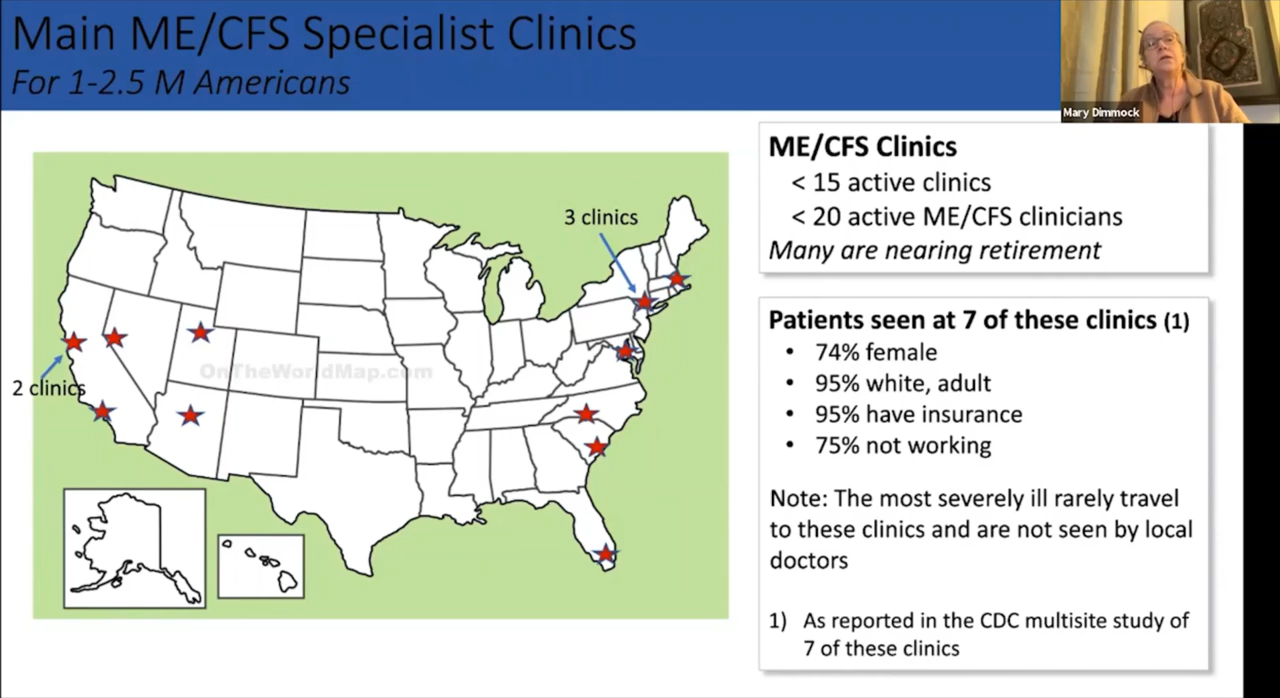 Main ME/CFS Specialist Clinics
For 1-2.5 M Americans
Mary Dimmock
3 clinics
2 clinics
OnTheWorldMap.com
ME/CFS Clinics
< 15 active clinics
< 20 active ME/CFS clinicians
Many are nearing retirement
Patients seen at 7 of these clinics (1)
• 74% female
• 95% white, adult
• 95% have insurance
• 75% not working
Note: The most severely ill rarely travel
to these clinics and are not seen by local
doctors
1) As reported in the CDC multisite study of
7 of these clinics